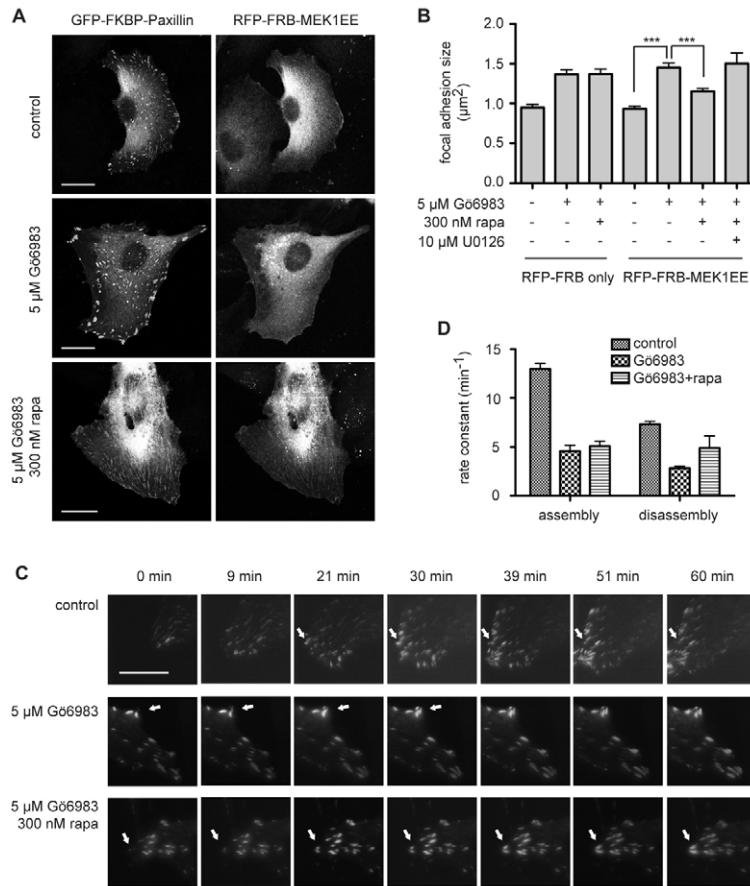 A
GFP-FKBP-Paxillin RFP-FRB-MEK1EE
control
5 µM Gö6983
5 µM Gö6983
300 nM rapa
B
focal adhesion size
(µm2)
2.0
1.5
1.0
0.5
0.0
*** ***
5 µM Gö6983 - + + - + + +
300 nM rapa - - + - - + +
10 µM U0126 - - - - - - +
RFP-FRB only RFP-FRB-MEK1EE
D
control
Gö6983
Gö6983+rapa
rate constant (min-1)
15
10
5
0
assembly disassembly
C
0 min 9 min 21 min 30 min 39 min 51 min 60 min
control
5 µM Gö6983
5 µM Gö6983
300 nM rapa